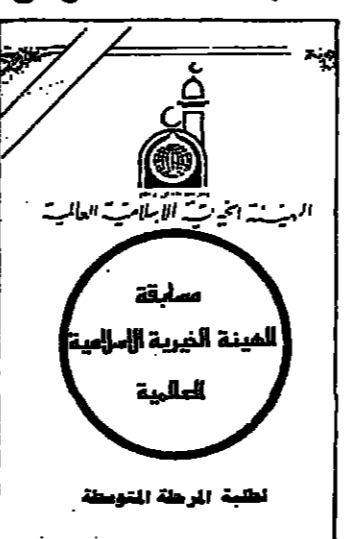 الهيئة الخيرية الإسلامية العالمية
مسابقة
الهيئة الخيرية الإسلامية
العالمية
لطلبة المرحلة المتوسطة